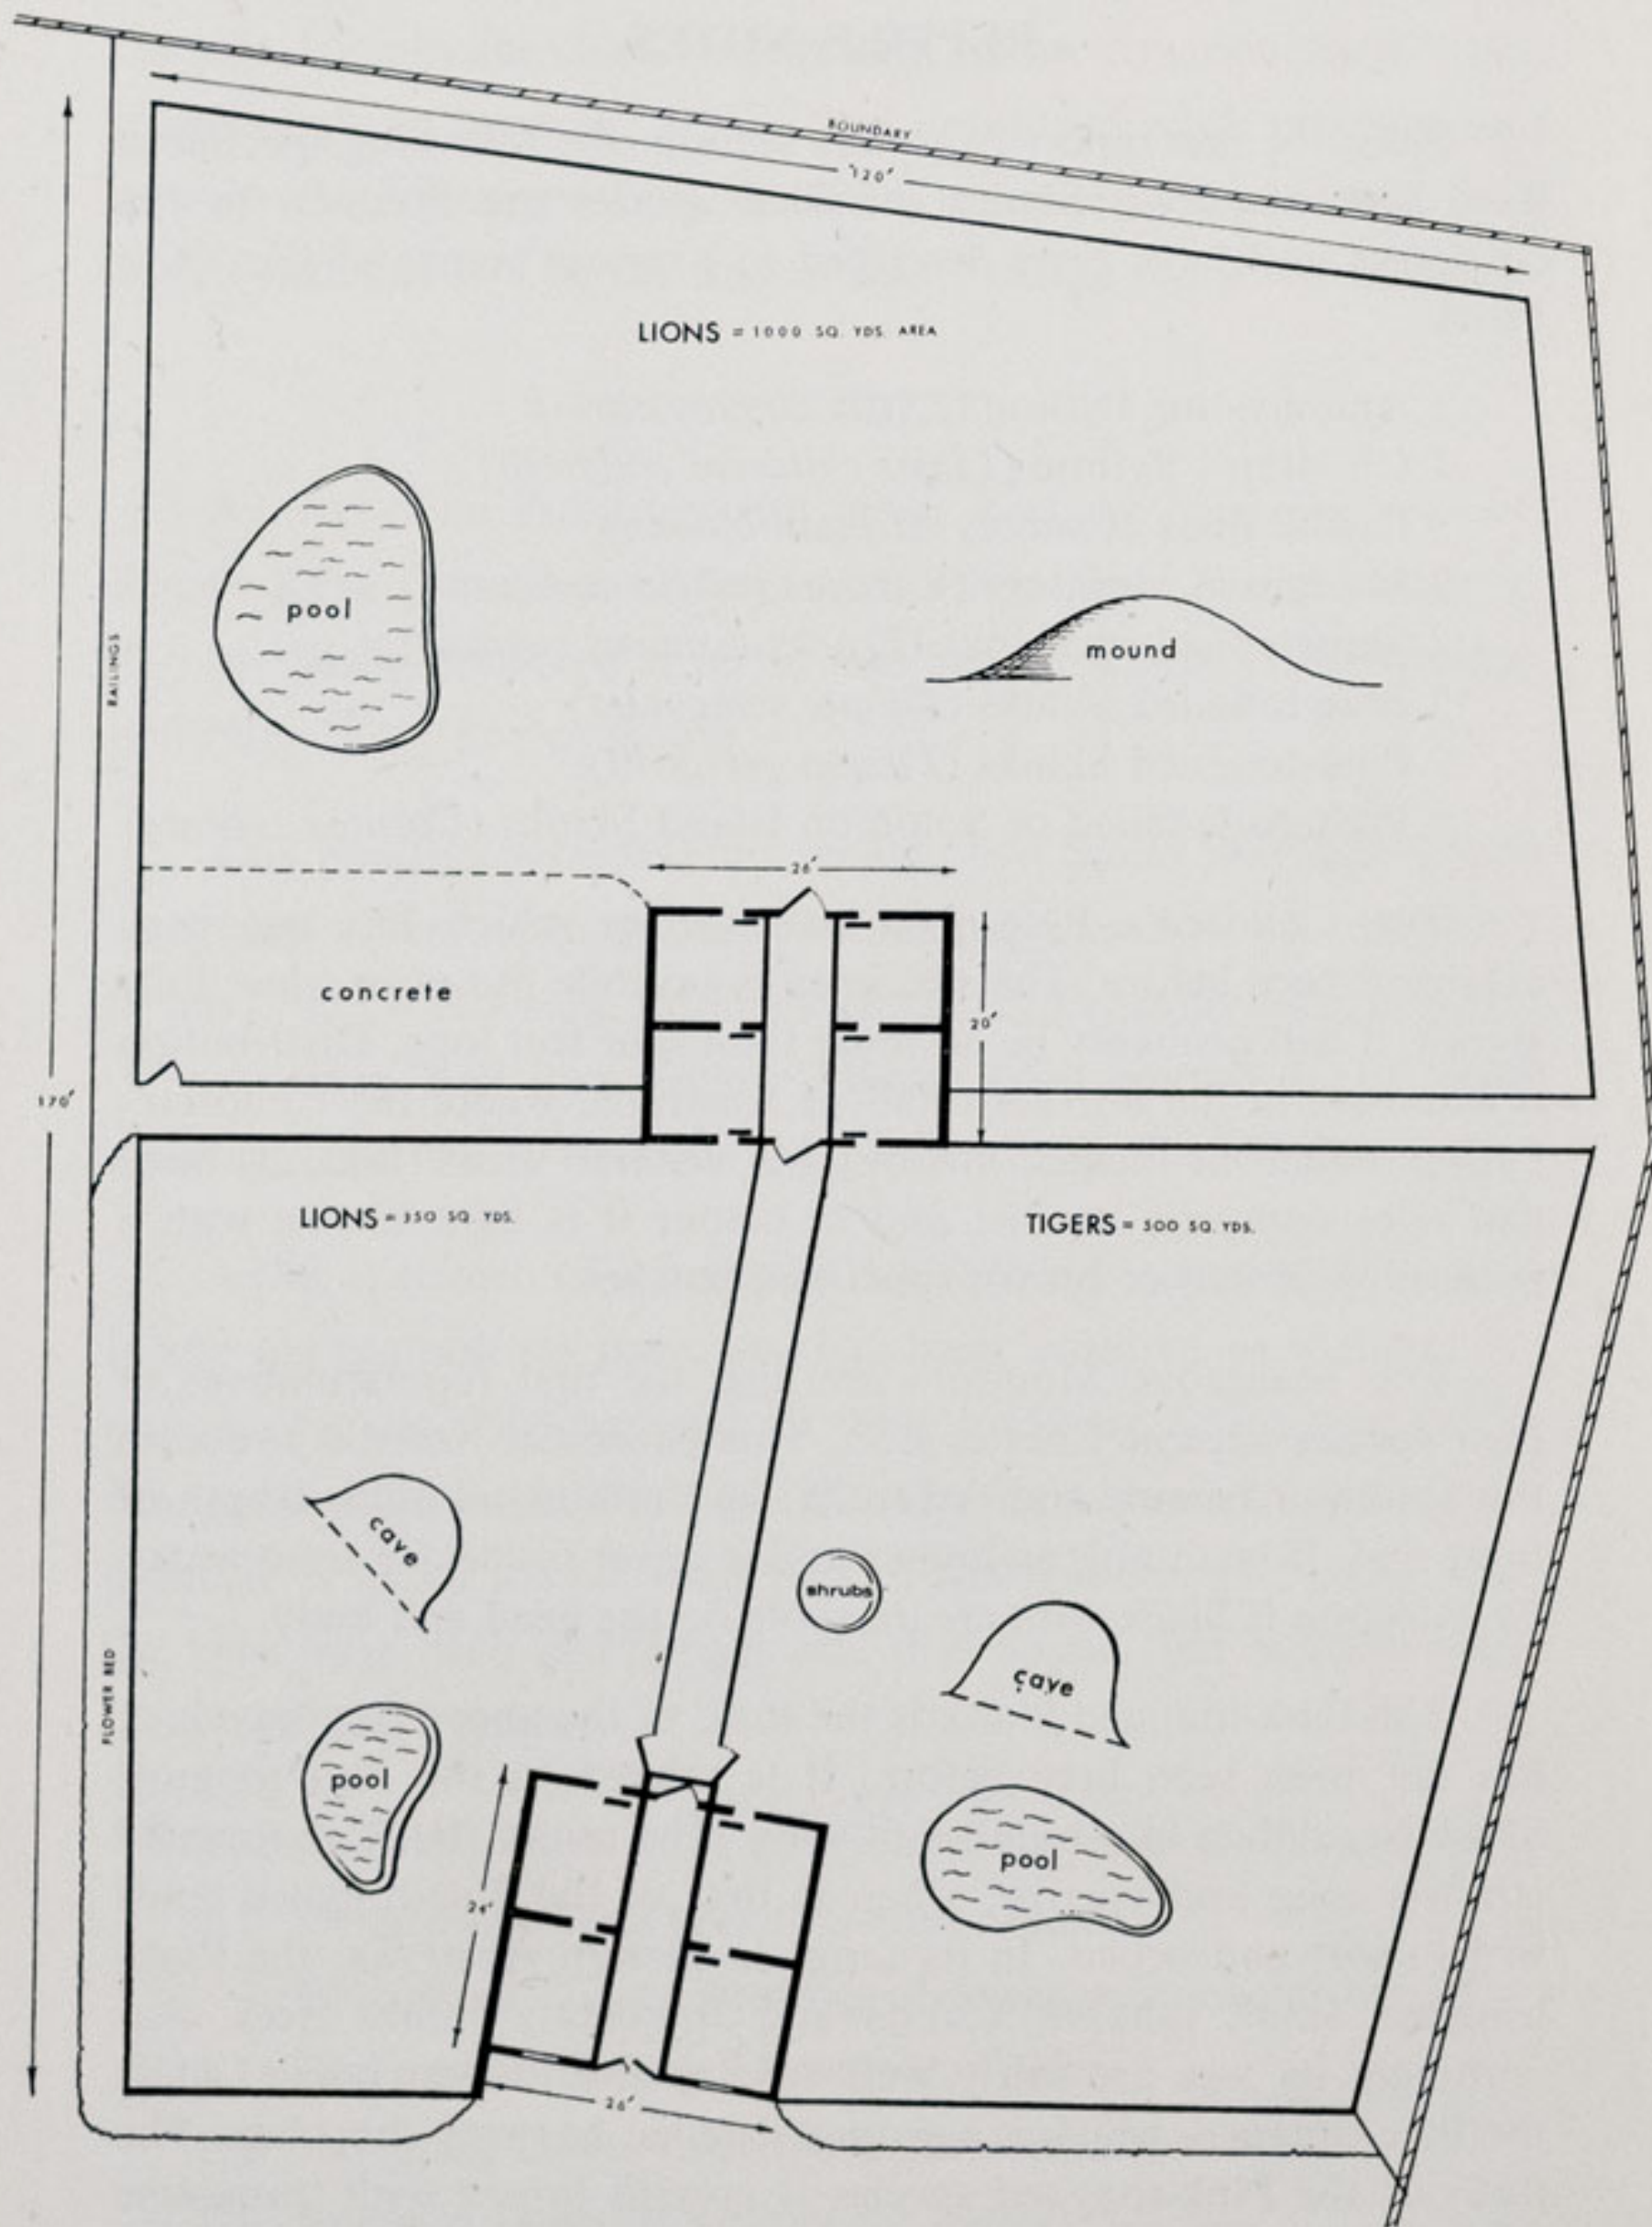 BOUNDARY
120'
LIONS = 1000 SQ. YDS. AREA
pool
mound
RAILINGS
26'
concrete
20'
170'
LIONS = 350 SQ. YDS.
TIGERS = 500 SQ. YDS.
cave
shrubs
cave
FLOWER BED
pool
pool
24'
26'